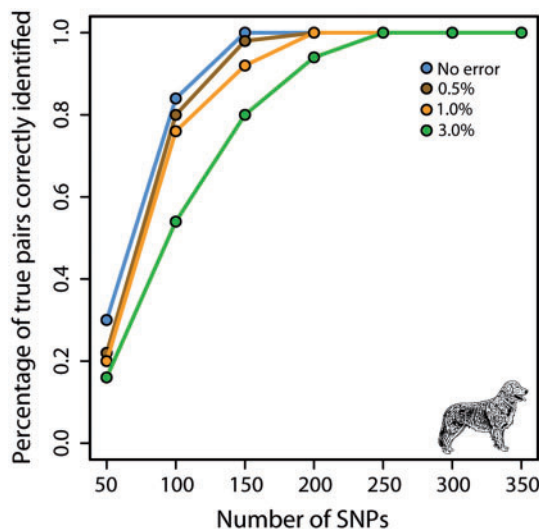 Percentage of true pairs correctly identified
1.0
0.8
0.6
0.4
0.2
0.0
No error
0.5%
1.0%
3.0%
50 100 150 200 250 300 350
Number of SNPs